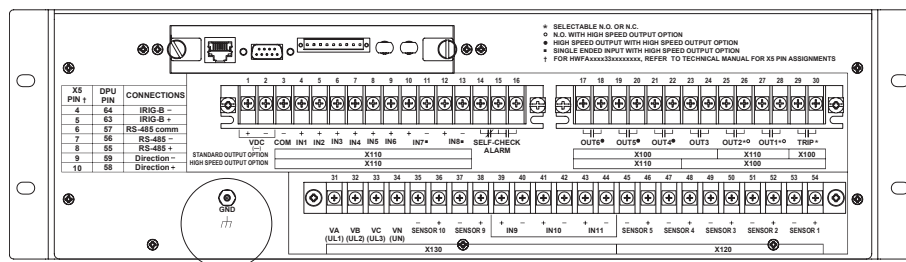 * SELECTABLE N.O. OR N.C.
○ N.O. WITH HIGH SPEED OUTPUT OPTION
● HIGH SPEED OUTPUT WITH HIGH SPEED OUTPUT OPTION
▪ SINGLE ENDED INPUT WITH HIGH SPEED OUTPUT OPTION
† FOR HWFAxxxx33xxxxxxxx, REFER TO TECHNICAL MANUAL FOR X5 PIN ASSIGNMENTS
X5 PIN † DPU PIN CONNECTIONS
4 64 IRIG-B −
5 63 IRIG-B +
6 57 RS-485 comm
7 56 RS-485 −
8 55 RS-485 +
9 59 Direction −
10 58 Direction +
1 2 3 4 5 6 7 8 9 10 11 12 13 14 15 16
17 18 19 20 21 22 23 24 25 26 27 28 29 30
+ − − + + + + + + + − + −
VDC COM IN1 IN2 IN3 IN4 IN5 IN6 IN7▪ IN8▪ SELF-CHECK ALARM
OUT6● OUT5● OUT4● OUT3 OUT2*○ OUT1*○ TRIP*
STANDARD OUTPUT OPTION X110 X100 X110 X100
HIGH SPEED OUTPUT OPTION X110 X110 X100
GND
31 32 33 34 35 36 37 38 39 40 41 42 43 44 45 46 47 48 49 50 51 52 53 54
− + − + + − + − + − − + − + − + − + − +
VA (UL1) VB (UL2) VC (UL3) VN (UN) SENSOR 10 SENSOR 9 IN9 IN10 IN11 SENSOR 5 SENSOR 4 SENSOR 3 SENSOR 2 SENSOR 1
X130 X120